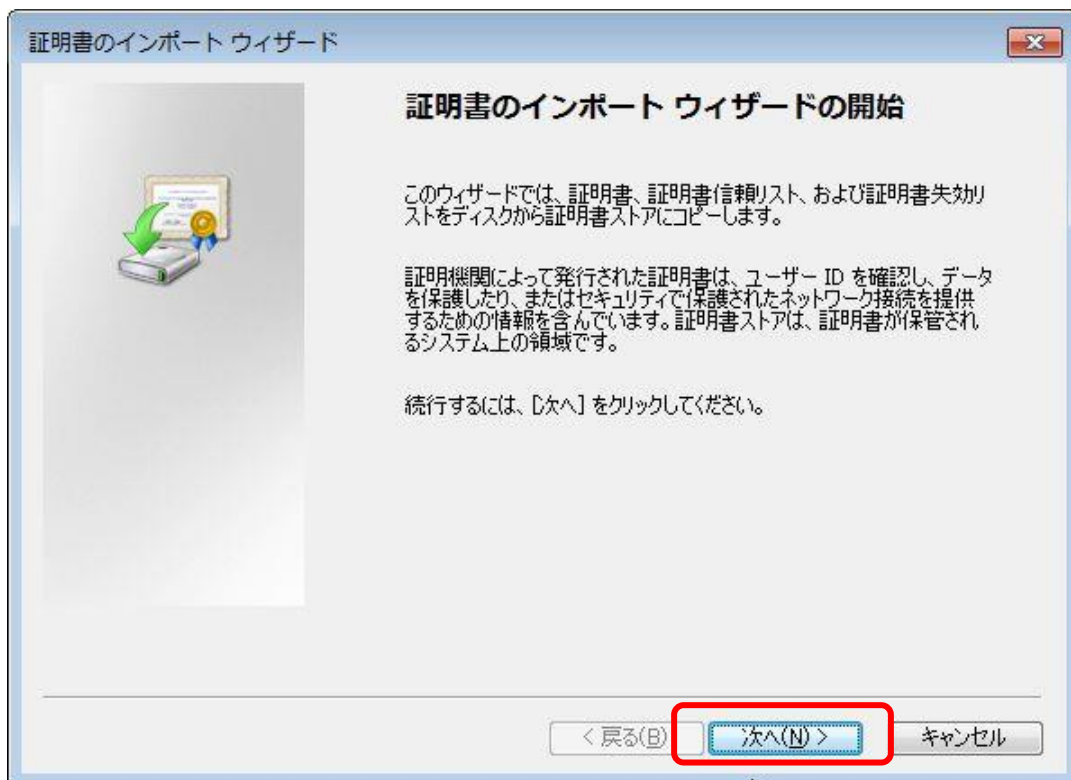 証明書のインポート ウィザード
証明書のインポート ウィザードの開始
このウィザードでは、証明書、証明書信頼リスト、および証明書失効リ
ストをディスクから証明書ストアにコピーします。
証明機関によって発行された証明書は、ユーザー ID を確認し、データ
を保護したり、またはセキュリティで保護されたネットワーク接続を提供
するための情報を含んでいます。証明書ストアは、証明書が保管され
るシステム上の領域です。
続行するには、[次へ] をクリックしてください。
< 戻る(B) 次へ(N) > キャンセル